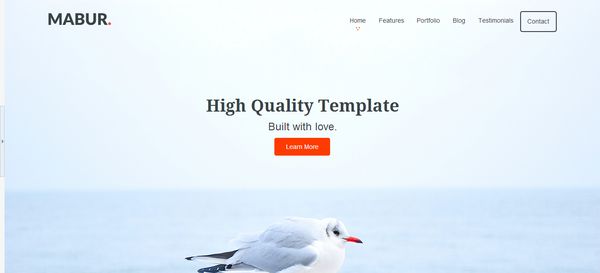 MABUR.
Home Features Portfolio Blog Testimonials Contact
High Quality Template
Built with love.
Learn More